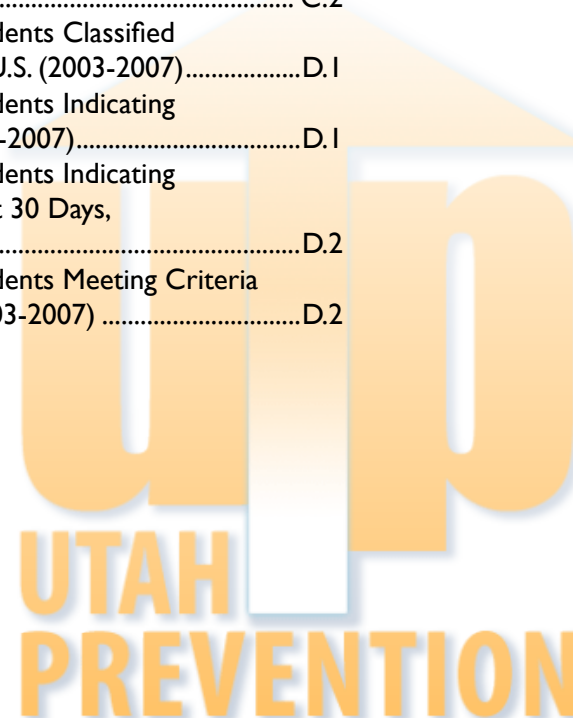 C.2
dents Classified
U.S. (2003-2007).................D.1
dents Indicating
-2007)...................................D.1
dents Indicating
t 30 Days,
...............................................D.2
dents Meeting Criteria
03-2007) ...............................D.2
up
UTAH
PREVENTION